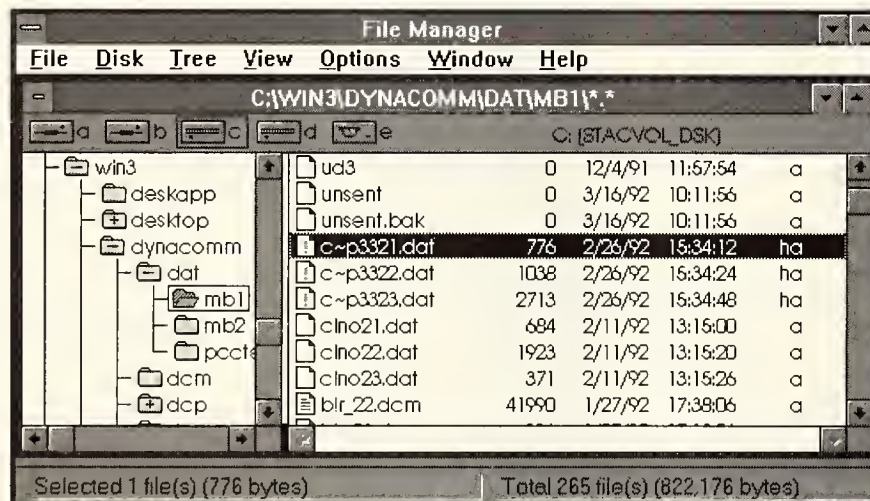 File Manager
File Disk Tree View Options Window Help
C:\WIN3\DYNACOMM\DAT\MB1\*.*
a b c d e C: [STACVOL_DSK]
win3
deskapp
desktop
dynacomm
dat
mb1
mb2
dcm
dcp
ud3 0 12/4/91 11:57:54 a
unsent 0 3/16/92 10:11:56 a
unsent.bak 0 3/16/92 10:11:56 a
c~p3321.dat 776 2/26/92 15:34:12 ha
c~p3322.dat 1038 2/26/92 15:34:24 ha
c~p3323.dat 2713 2/26/92 15:34:48 ha
clno21.dat 684 2/11/92 13:15:00 a
clno22.dat 1923 2/11/92 13:15:20 a
clno23.dat 371 2/11/92 13:15:26 a
blr_22.dcm 41990 1/27/92 17:38:06 a
Selected 1 file(s) (776 bytes) Total 265 file(s) (822,176 bytes)